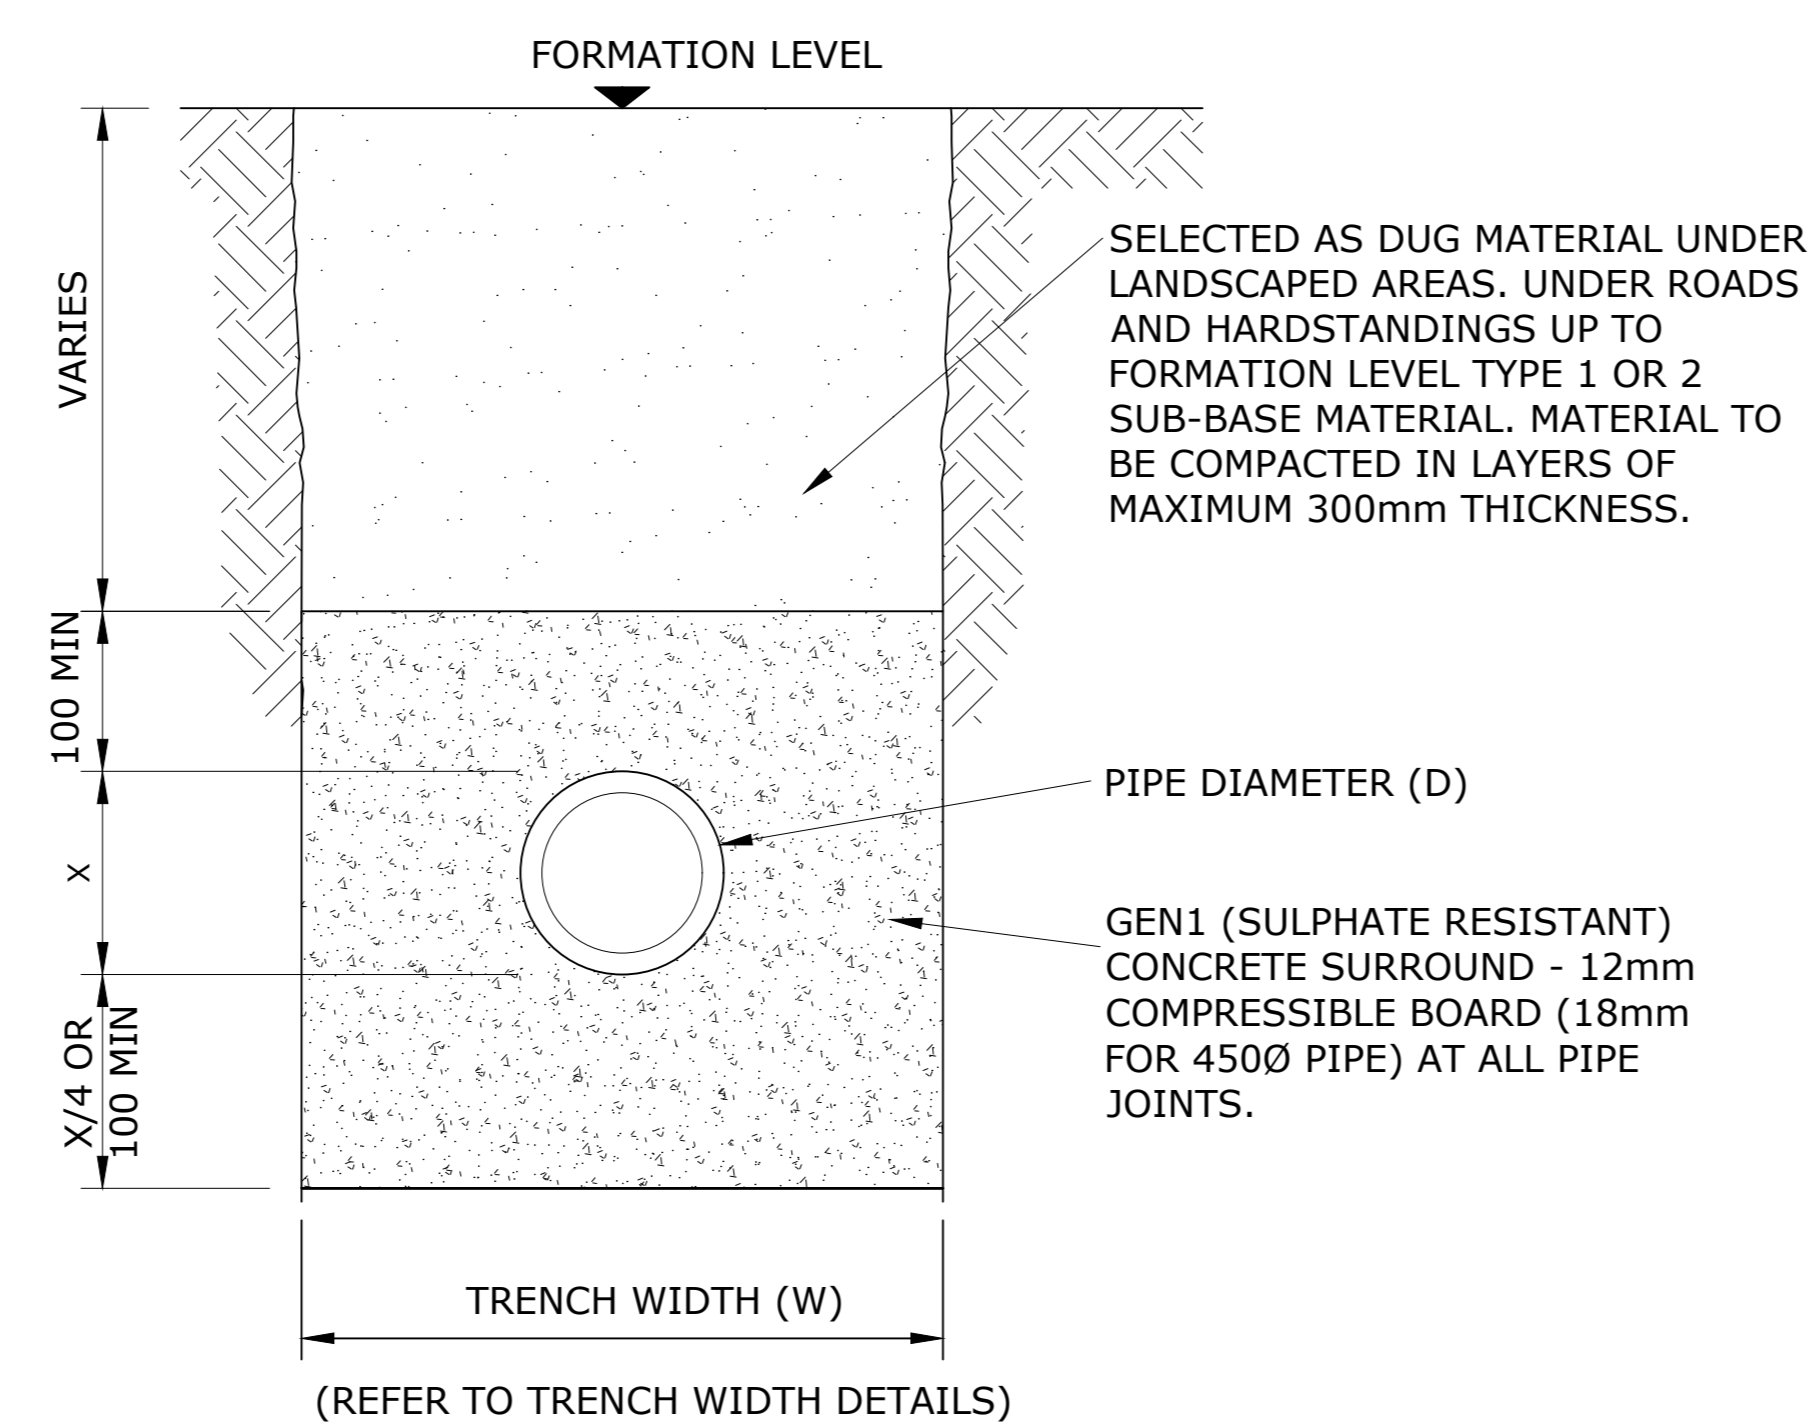 FORMATION LEVEL
VARIES
SELECTED AS DUG MATERIAL UNDER
LANDSCAPED AREAS. UNDER ROADS
AND HARDSTANDINGS UP TO
FORMATION LEVEL TYPE 1 OR 2
SUB-BASE MATERIAL. MATERIAL TO
BE COMPACTED IN LAYERS OF
MAXIMUM 300mm THICKNESS.
100 MIN
X
PIPE DIAMETER (D)
GEN1 (SULPHATE RESISTANT)
CONCRETE SURROUND - 12mm
COMPRESSIBLE BOARD (18mm
FOR 450Ø PIPE) AT ALL PIPE
JOINTS.
X/4 OR
100 MIN
TRENCH WIDTH (W)
(REFER TO TRENCH WIDTH DETAILS)